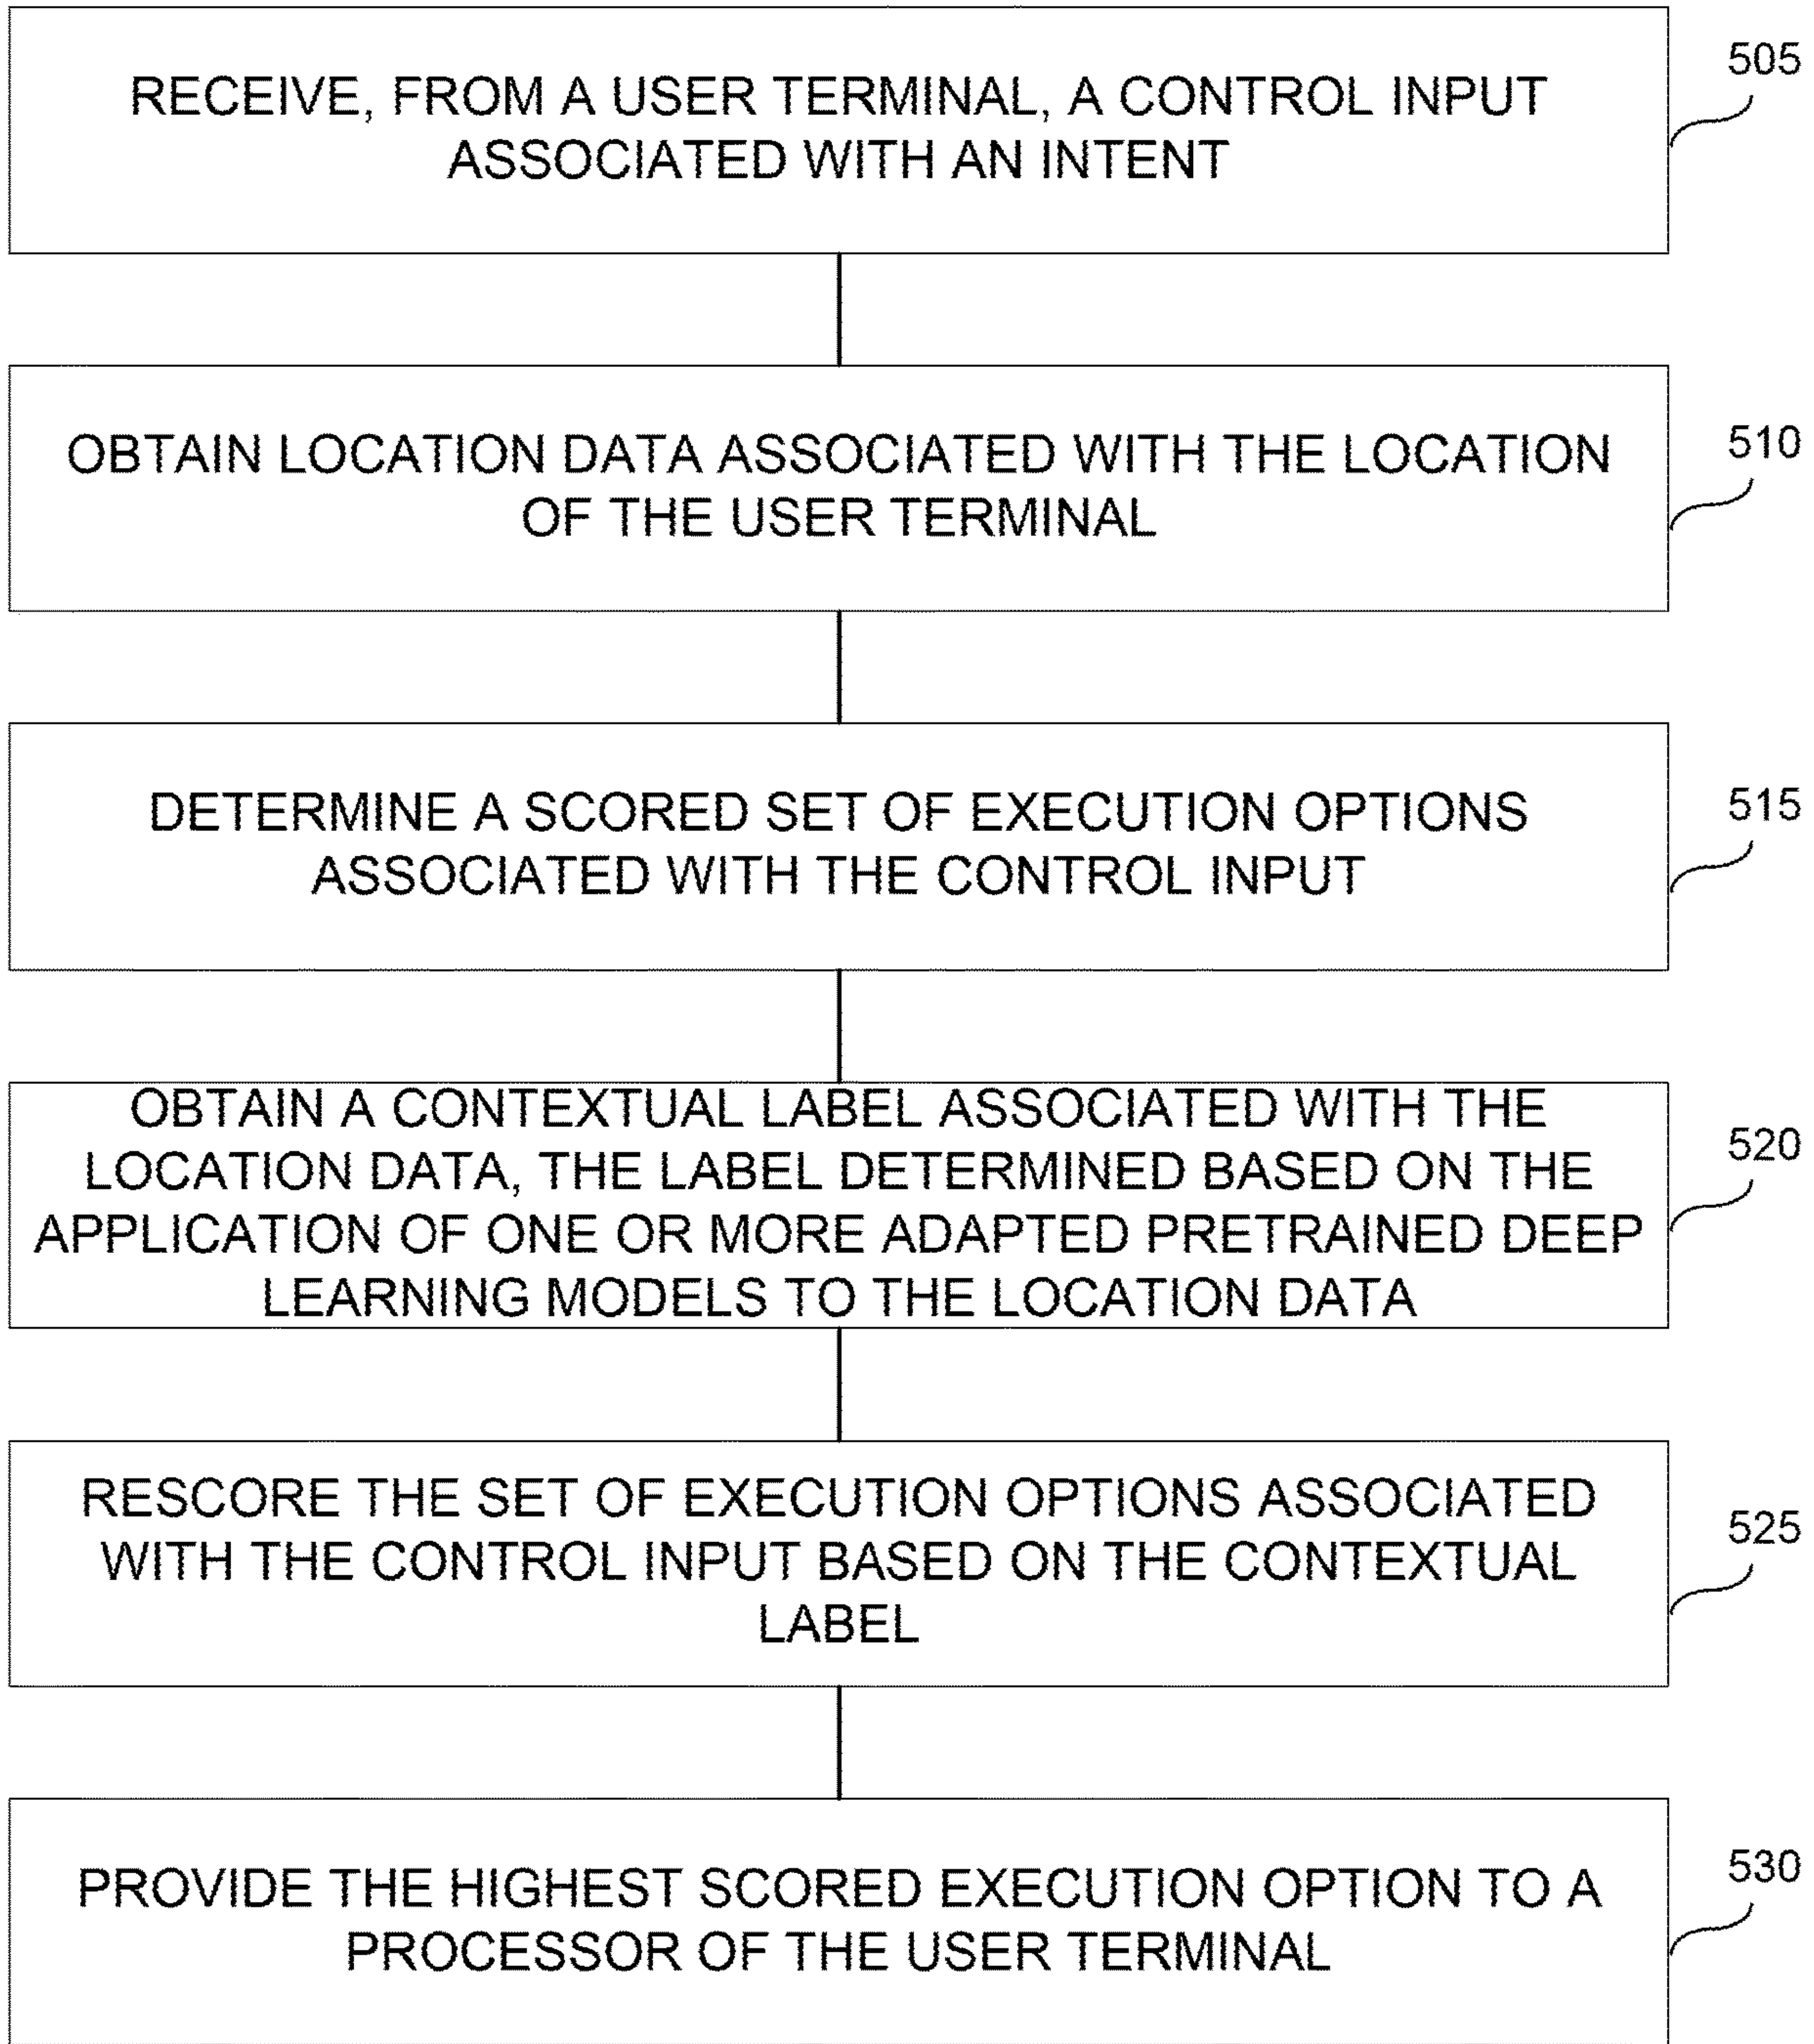 RECEIVE, FROM A USER TERMINAL, A CONTROL INPUT
ASSOCIATED WITH AN INTENT
505
OBTAIN LOCATION DATA ASSOCIATED WITH THE LOCATION
OF THE USER TERMINAL
510
DETERMINE A SCORED SET OF EXECUTION OPTIONS
ASSOCIATED WITH THE CONTROL INPUT
515
OBTAIN A CONTEXTUAL LABEL ASSOCIATED WITH THE
LOCATION DATA, THE LABEL DETERMINED BASED ON THE
APPLICATION OF ONE OR MORE ADAPTED PRETRAINED DEEP
LEARNING MODELS TO THE LOCATION DATA
520
RESCORE THE SET OF EXECUTION OPTIONS ASSOCIATED
WITH THE CONTROL INPUT BASED ON THE CONTEXTUAL
LABEL
525
PROVIDE THE HIGHEST SCORED EXECUTION OPTION TO A
PROCESSOR OF THE USER TERMINAL
530